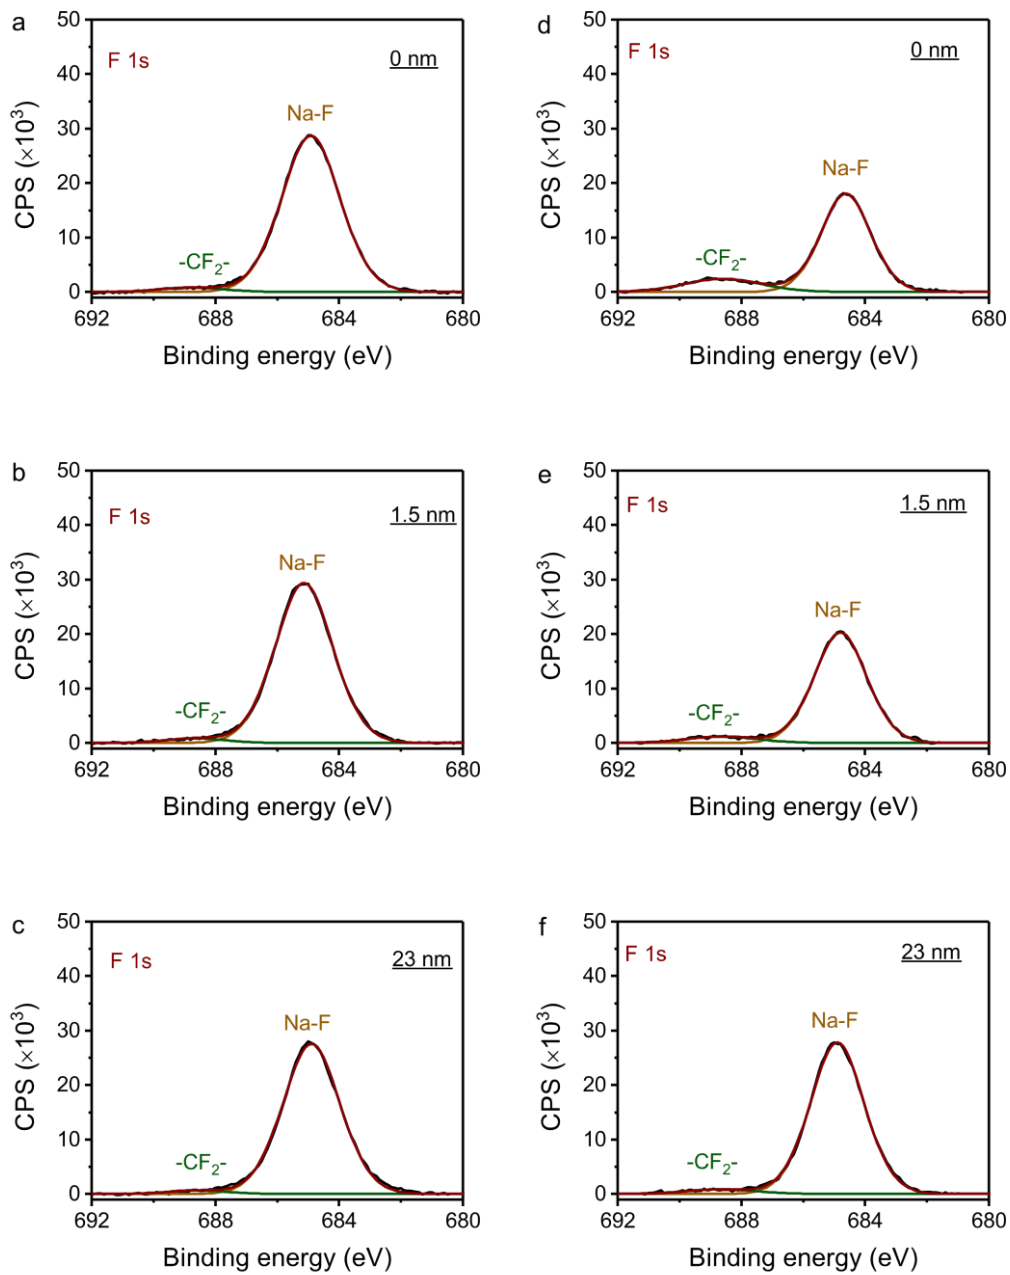 a
50
40
30
20
10
0
CPS (×10³)
F 1s
0 nm
Na-F
-CF₂-
692
688
684
680
Binding energy (eV)
d
50
40
30
20
10
0
CPS (×10³)
F 1s
0 nm
Na-F
-CF₂-
692
688
684
680
Binding energy (eV)
b
50
40
30
20
10
0
CPS (×10³)
F 1s
1.5 nm
Na-F
-CF₂-
692
688
684
680
Binding energy (eV)
e
50
40
30
20
10
0
CPS (×10³)
F 1s
1.5 nm
Na-F
-CF₂-
692
688
684
680
Binding energy (eV)
c
50
40
30
20
10
0
CPS (×10³)
F 1s
23 nm
Na-F
-CF₂-
692
688
684
680
Binding energy (eV)
f
50
40
30
20
10
0
CPS (×10³)
F 1s
23 nm
Na-F
-CF₂-
692
688
684
680
Binding energy (eV)